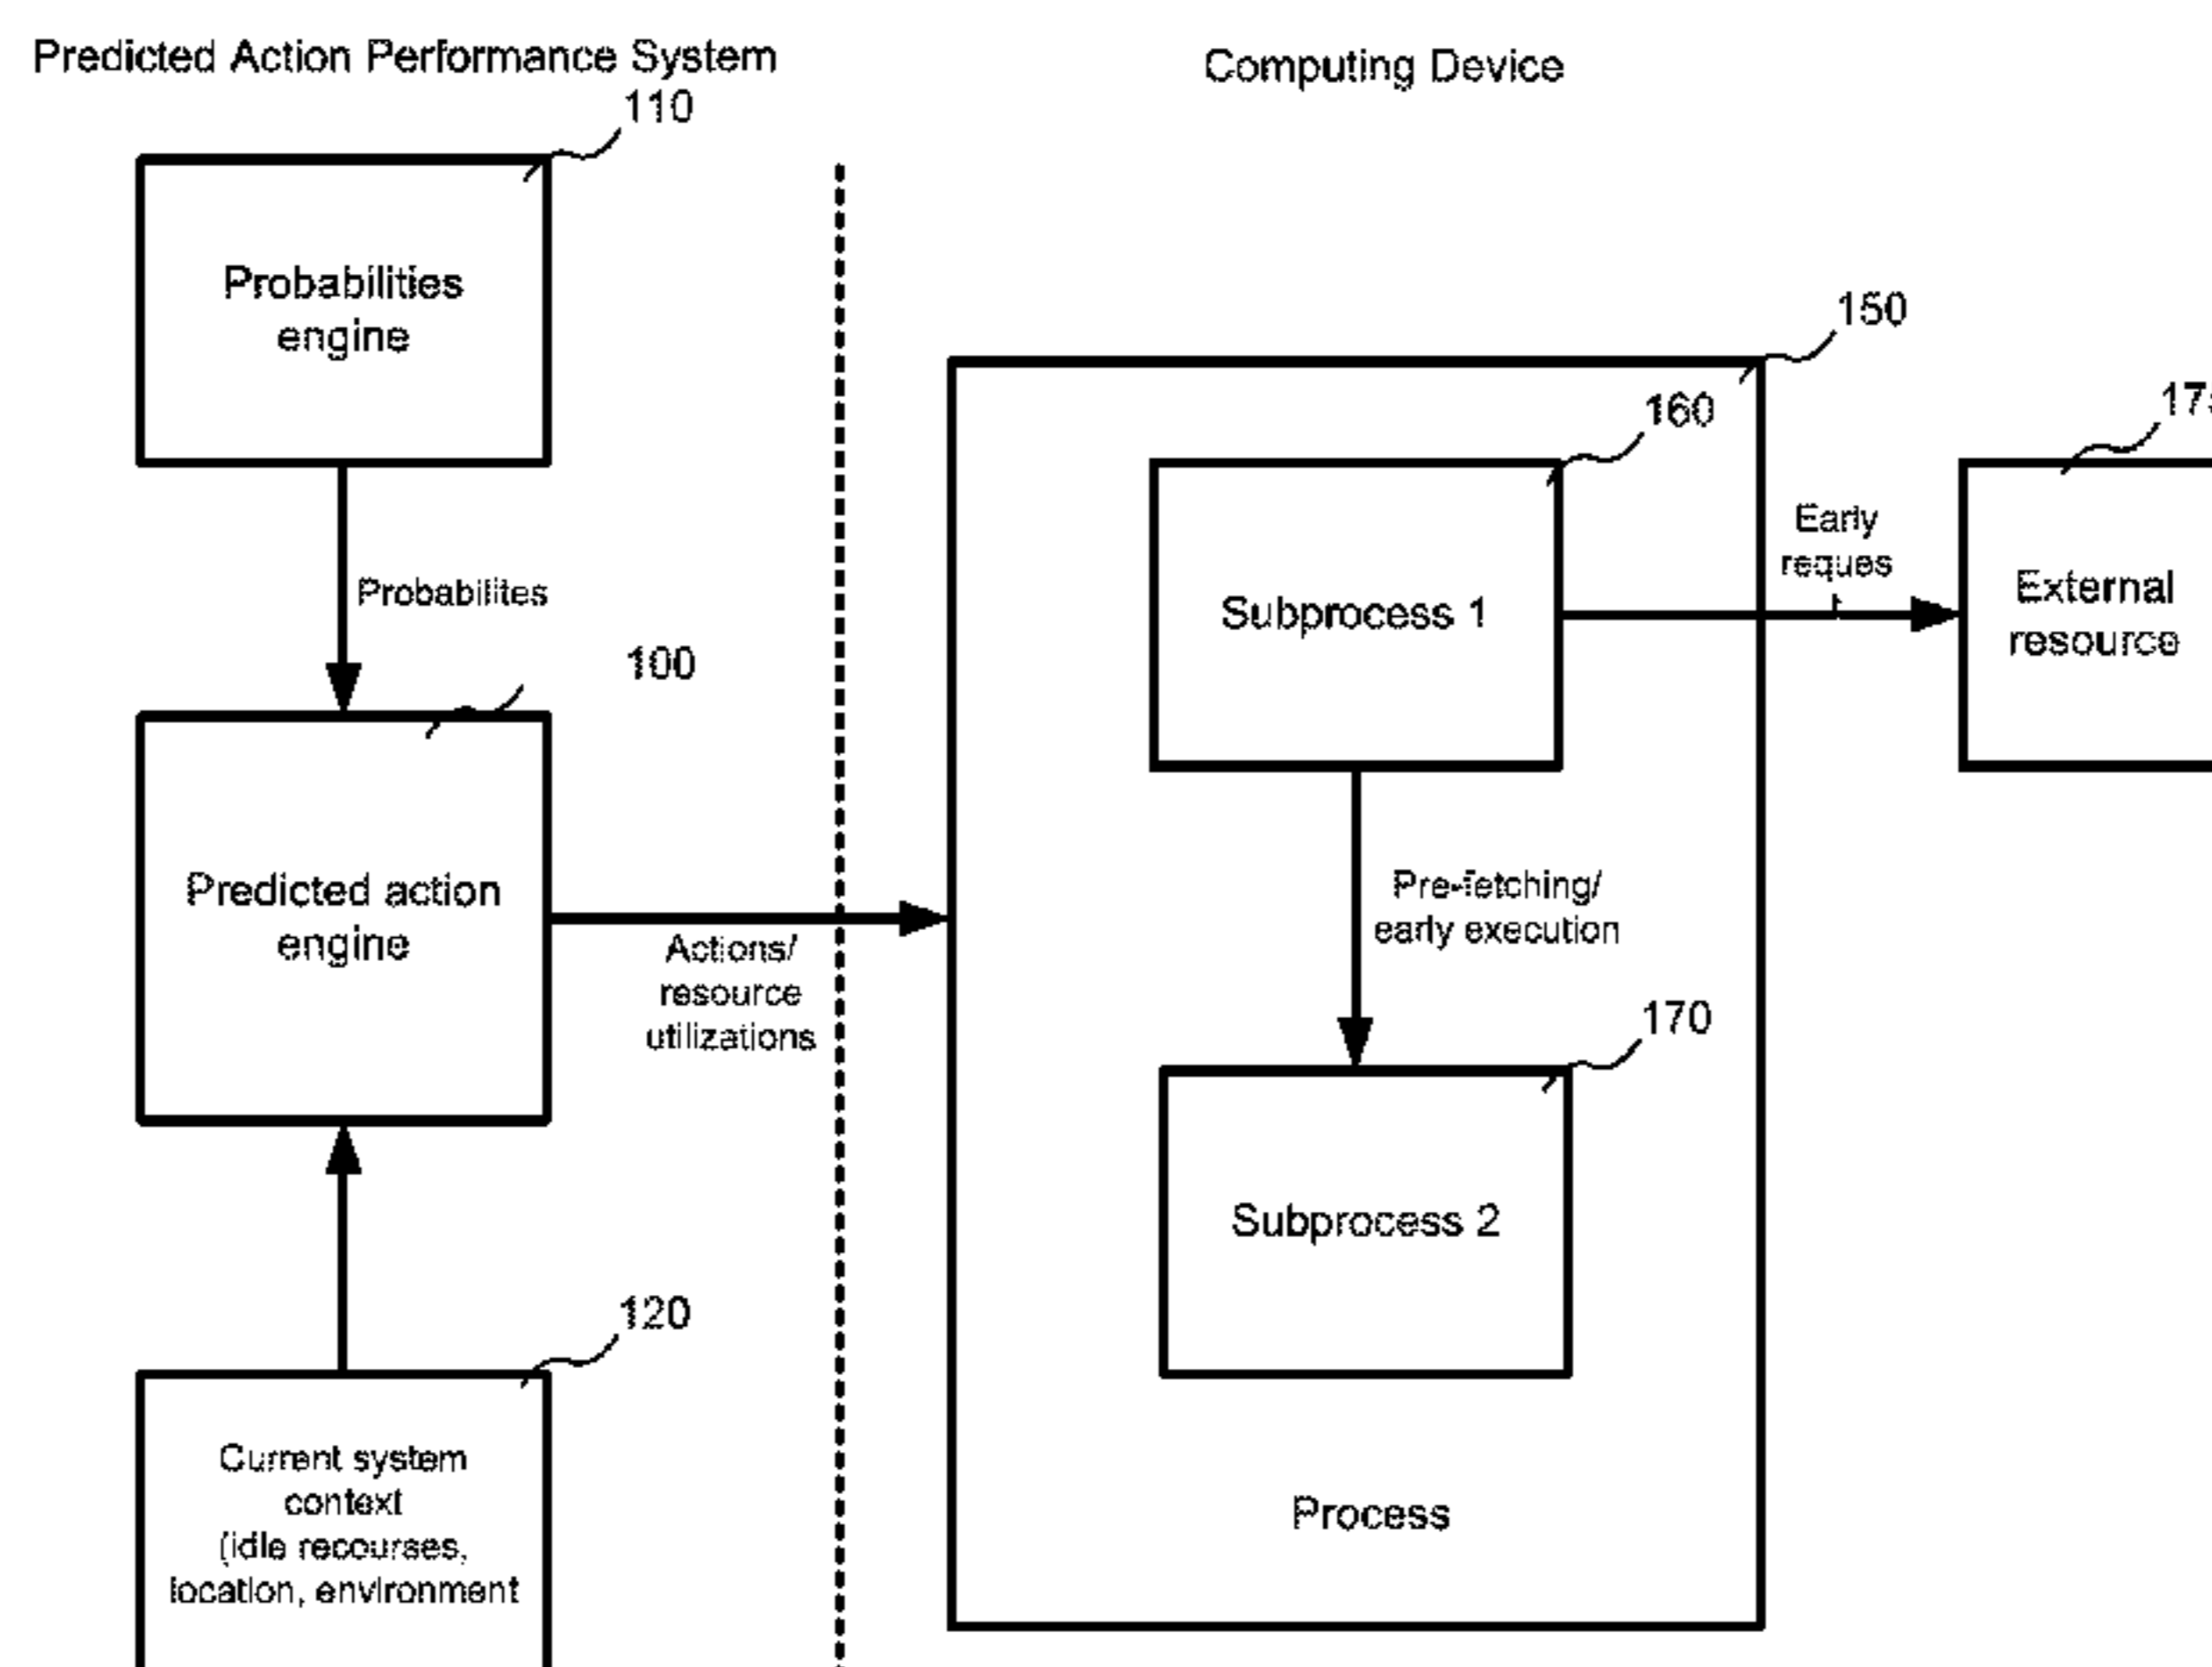 Predicted Action Performance System
110
Probabilities
engine
Probabilites
100
Predicted action
engine
Actions/
resource
utilizations
120
Current system
context
(idle recourses,
location, environment
Computing Device
150
160
Subprocess 1
Early
reques
t
External
resource
Pre-fetching/
early execution
170
Subprocess 2
Process